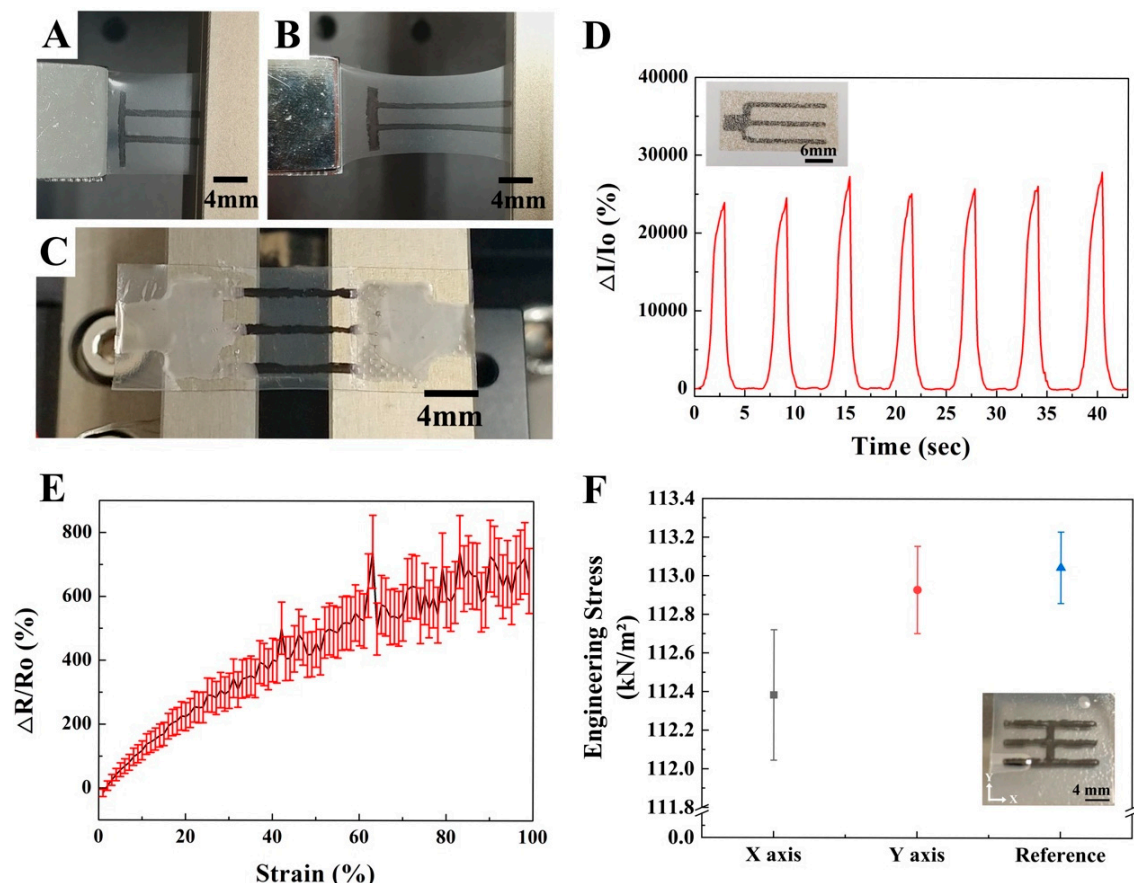 A
4mm
B
4mm
C
4mm
D
40000
30000
20000
10000
0
△I/Io (%)
6mm
0 5 10 15 20 25 30 35 40
Time (sec)
E
800
600
400
200
0
△R/Ro (%)
0 20 40 60 80 100
Strain (%)
F
113.4
113.2
113.0
112.8
112.6
112.4
112.2
112.0
111.8
0.0
Engineering Stress
(kN/m²)
Y
X
4 mm
X axis Y axis Reference